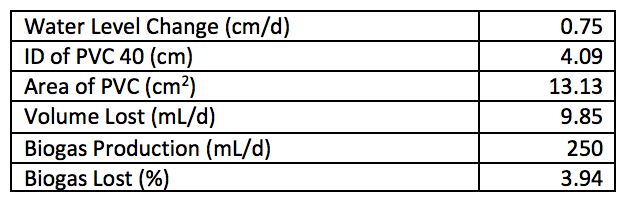 Water Level Change (cm/d) 0.75
ID of PVC 40 (cm) 4.09
Area of PVC (cm²) 13.13
Volume Lost (mL/d) 9.85
Biogas Production (mL/d) 250
Biogas Lost (%) 3.94